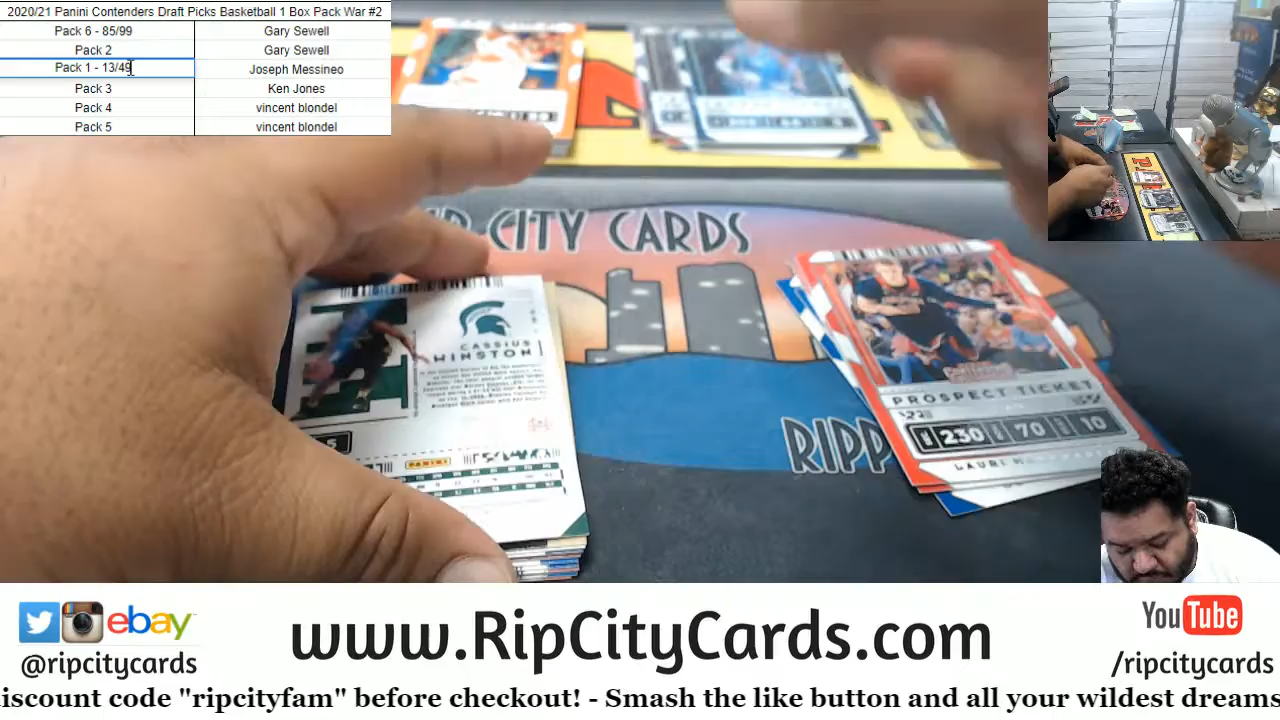 2020/21 Panini Contenders Draft Picks Basketball 1 Box Pack War #2
Pack 6 - 85/99 Gary Sewell
Pack 2 Gary Sewell
Pack 1 - 13/49 Joseph Messineo
Pack 3 Ken Jones
Pack 4 vincent blondel
Pack 5 vincent blondel
CITY CARDS
CASSIUS
WINSTON
PANINI
PROSPECT TICKET
230 70 10
LAURI
RIPP
ebay
@ripcitycards
www.RipCityCards.com
YouTube
/ripcitycards
discount code "ripcityfam" before checkout! - Smash the like button and all your wildest dreams